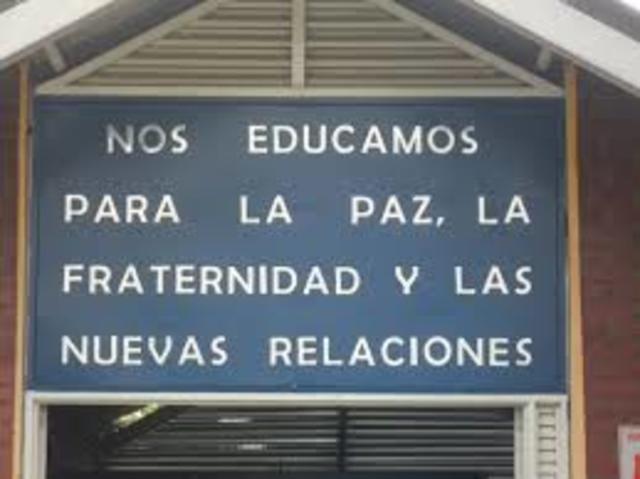 NOS EDUCAMOS
PARA LA PAZ, LA
FRATERNIDAD Y LAS
NUEVAS RELACIONES